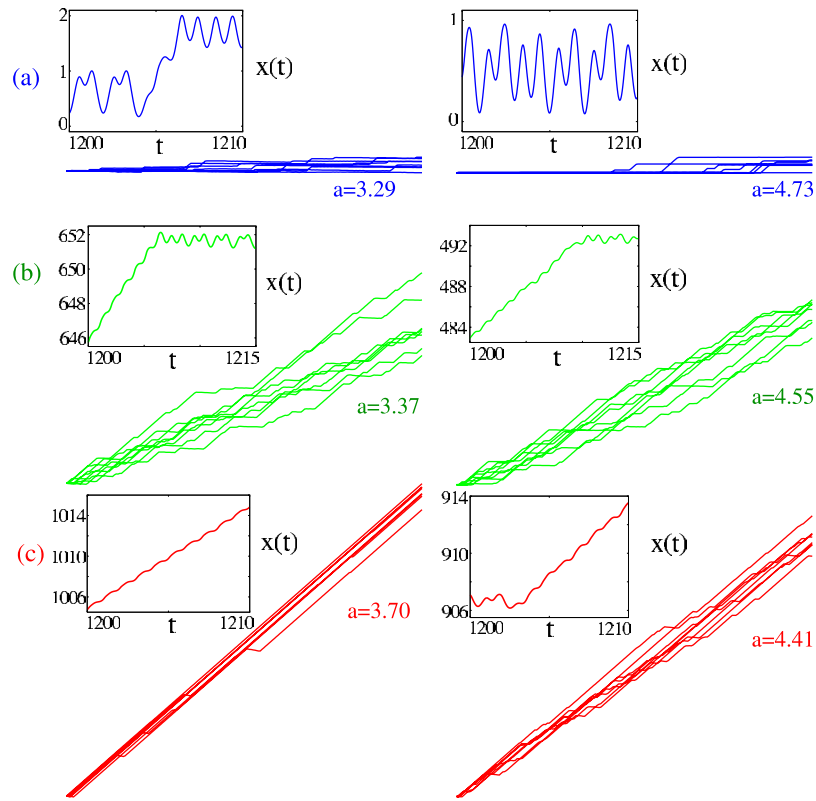 2
1
0
(a)
x(t)
1200
t
1210
a=3.29
1
0
x(t)
1200
t
1210
a=4.73
(b)
652
650
648
646
x(t)
1200
t
1215
a=3.37
492
488
484
x(t)
1200
t
1215
a=4.55
(c)
1014
1010
1006
x(t)
1200
t
1210
a=3.70
914
910
906
x(t)
1200
t
1210
a=4.41